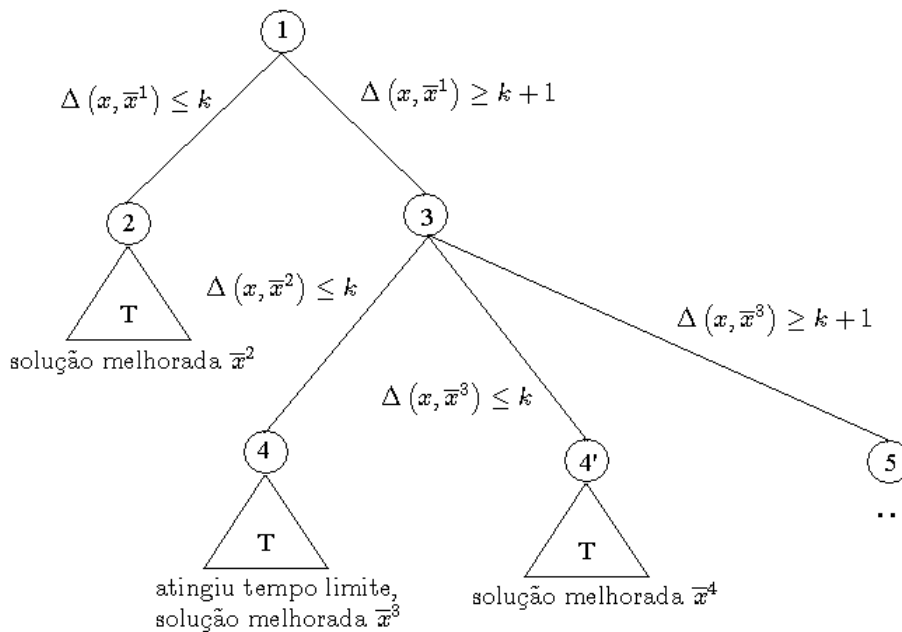 1
Δ (x, x̅¹) ≤ k
Δ (x, x̅¹) ≥ k + 1
2
3
T
solução melhorada x̅²
Δ (x, x̅²) ≤ k
Δ (x, x̅³) ≥ k + 1
Δ (x, x̅³) ≤ k
4
4'
5
..
T
T
atingiu tempo limite,
solução melhorada x̅³
solução melhorada x̅⁴